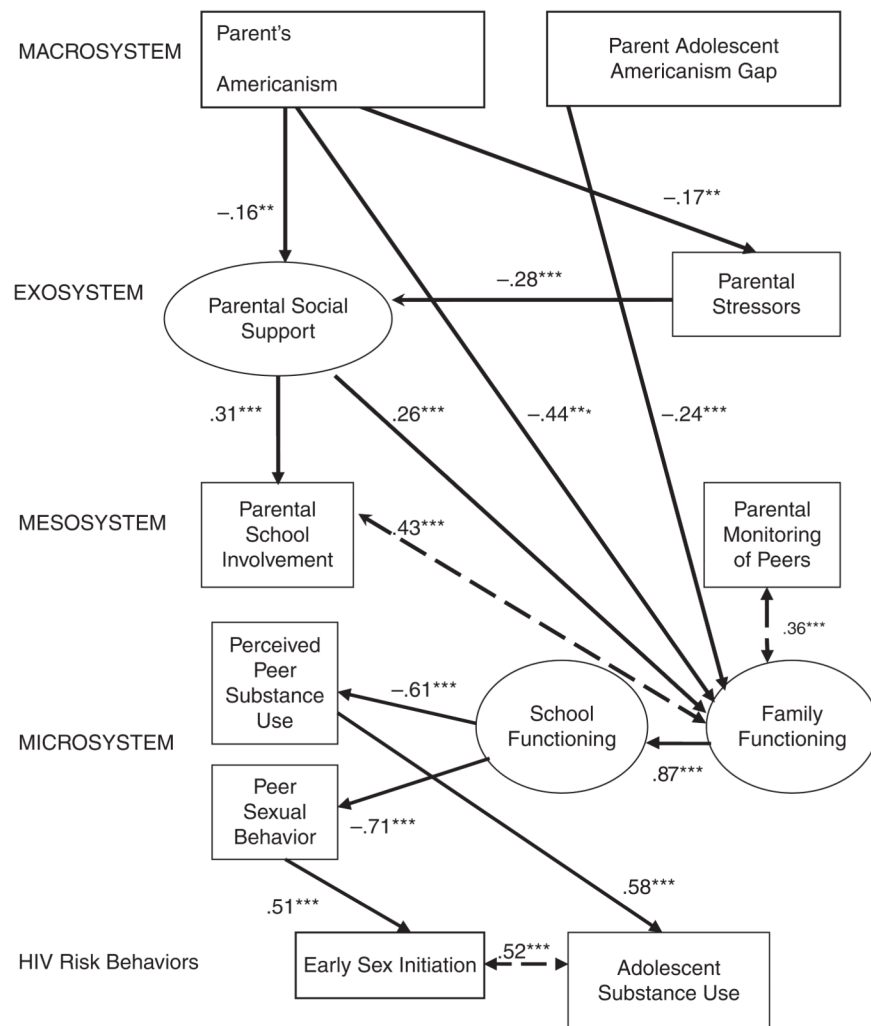 MACROSYSTEM
Parent's
Americanism
Parent Adolescent
Americanism Gap
–.16**
–.17**
EXOSYSTEM
Parental Social
Support
–.28***
Parental
Stressors
.31***
.26***
–.44***
–.24***
MESOSYSTEM
Parental
School
Involvement
.43***
Parental
Monitoring
of Peers
.36***
Perceived
Peer
Substance
Use
–.61***
School
Functioning
Family
Functioning
MICROSYSTEM
.87***
Peer
Sexual
Behavior
–.71***
.51***
.58***
HIV Risk Behaviors
Early Sex Initiation
.52***
Adolescent
Substance Use